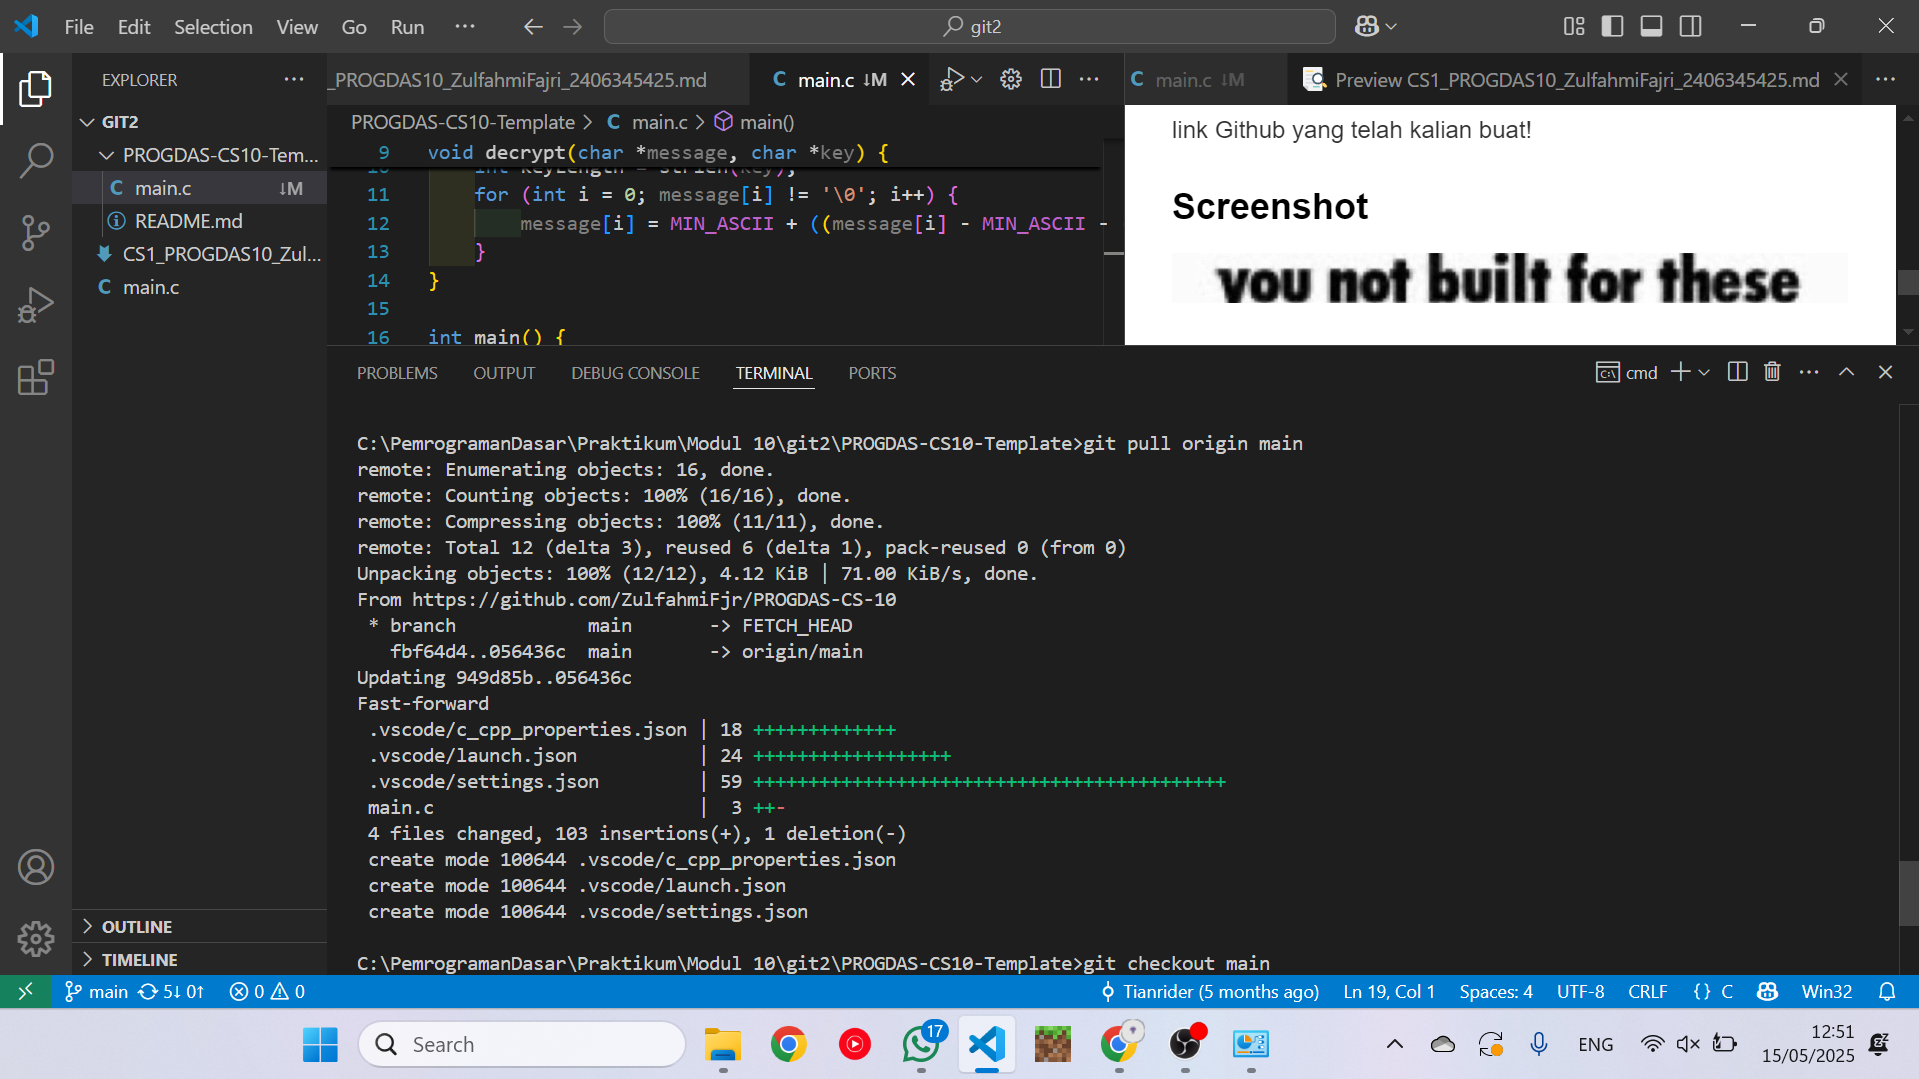 File Edit Selection View Go Run ··· git2
EXPLORER ···
GIT2
PROGDAS-CS10-Tem...
C main.c ↓M
README.md
CS1_PROGDAS10_Zul...
C main.c
OUTLINE
TIMELINE
_PROGDAS10_ZulfahmiFajri_2406345425.md C main.c ↓M
PROGDAS-CS10-Template > C main.c > main()
9 void decrypt(char *message, char *key) {
11 for (int i = 0; message[i] != '\0'; i++) {
12 message[i] = MIN_ASCII + ((message[i] - MIN_ASCII -
13 }
14 }
15
16 int main() {
C main.c ↓M Preview CS1_PROGDAS10_ZulfahmiFajri_2406345425.md ···
link Github yang telah kalian buat!
Screenshot
you not built for these
PROBLEMS OUTPUT DEBUG CONSOLE TERMINAL PORTS cmd
C:\PemrogramanDasar\Praktikum\Modul 10\git2\PROGDAS-CS10-Template>git pull origin main
remote: Enumerating objects: 16, done.
remote: Counting objects: 100% (16/16), done.
remote: Compressing objects: 100% (11/11), done.
remote: Total 12 (delta 3), reused 6 (delta 1), pack-reused 0 (from 0)
Unpacking objects: 100% (12/12), 4.12 KiB | 71.00 KiB/s, done.
From https://github.com/ZulfahmiFjr/PROGDAS-CS-10
* branch main -> FETCH_HEAD
fbf64d4..056436c main -> origin/main
Updating 949d85b..056436c
Fast-forward
.vscode/c_cpp_properties.json | 18 +++++++++++++
.vscode/launch.json | 24 ++++++++++++++++++
.vscode/settings.json | 59 +++++++++++++++++++++++++++++++++++++++++++
main.c | 3 ++-
4 files changed, 103 insertions(+), 1 deletion(-)
create mode 100644 .vscode/c_cpp_properties.json
create mode 100644 .vscode/launch.json
create mode 100644 .vscode/settings.json
C:\PemrogramanDasar\Praktikum\Modul 10\git2\PROGDAS-CS10-Template>git checkout main
main 5↓ 0↑ 0 0 Tianrider (5 months ago) Ln 19, Col 1 Spaces: 4 UTF-8 CRLF {} C Win32
Search 17 ENG 12:51
15/05/2025